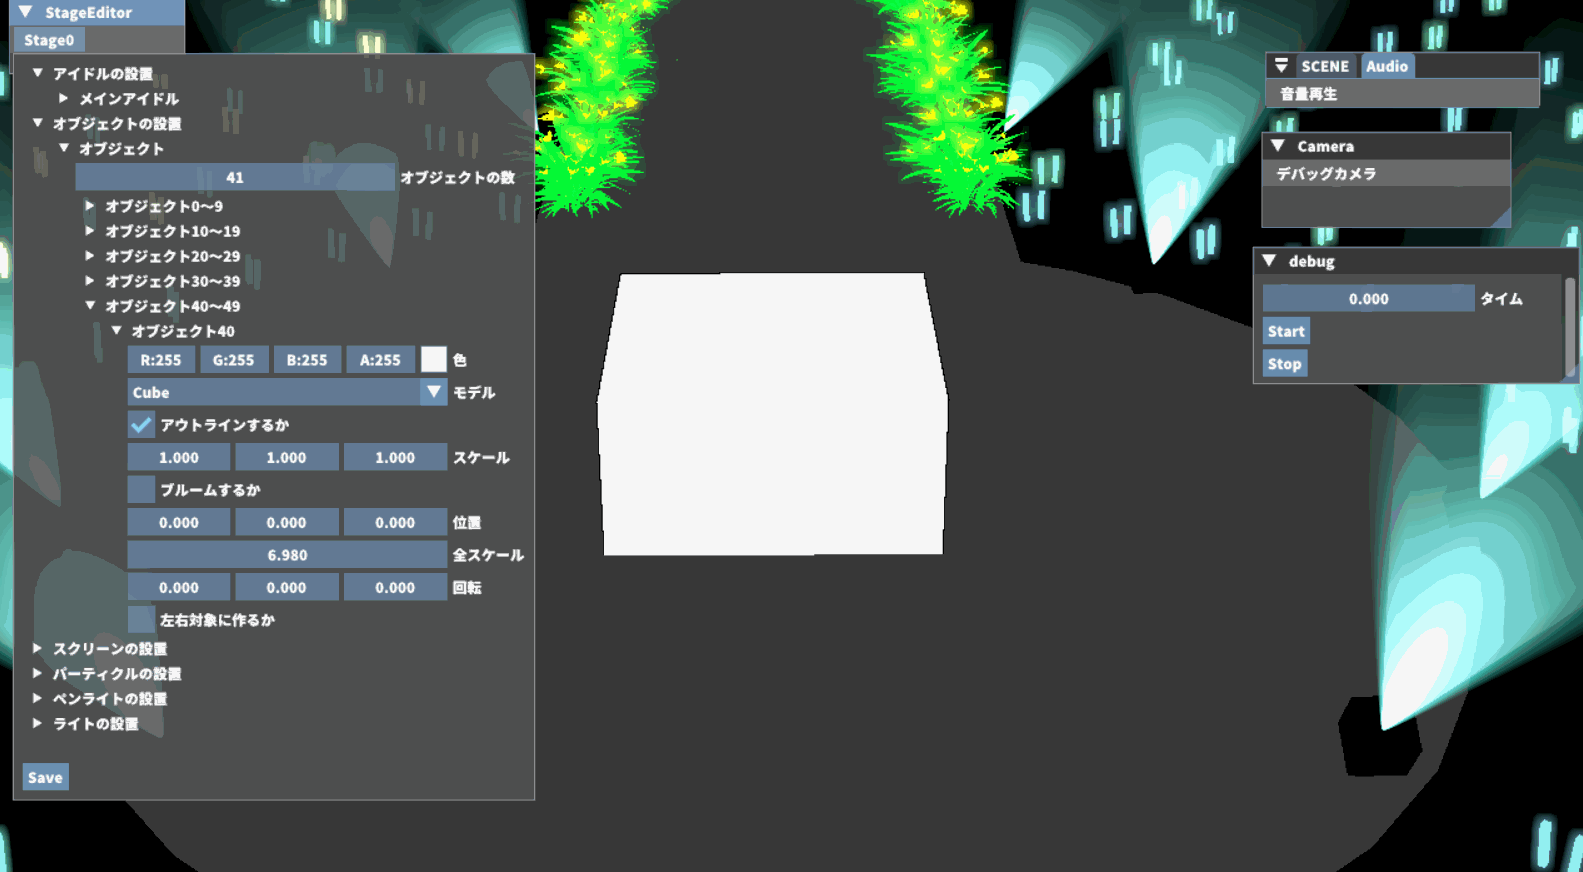 StageEditor
Stage0
アイドルの設置
メインアイドル
オブジェクトの設置
オブジェクト
41 オブジェクトの数
オブジェクト0～9
オブジェクト10～19
オブジェクト20～29
オブジェクト30～39
オブジェクト40～49
オブジェクト40
R:255 G:255 B:255 A:255 色
Cube モデル
アウトラインするか
1.000 1.000 1.000 スケール
ブルームするか
0.000 0.000 0.000 位置
6.980 全スケール
0.000 0.000 0.000 回転
左右対象に作るか
スクリーンの設置
パーティクルの設置
ペンライトの設置
ライトの設置
Save
SCENE Audio
音量再生
Camera
デバッグカメラ
debug
0.000 タイム
Start
Stop